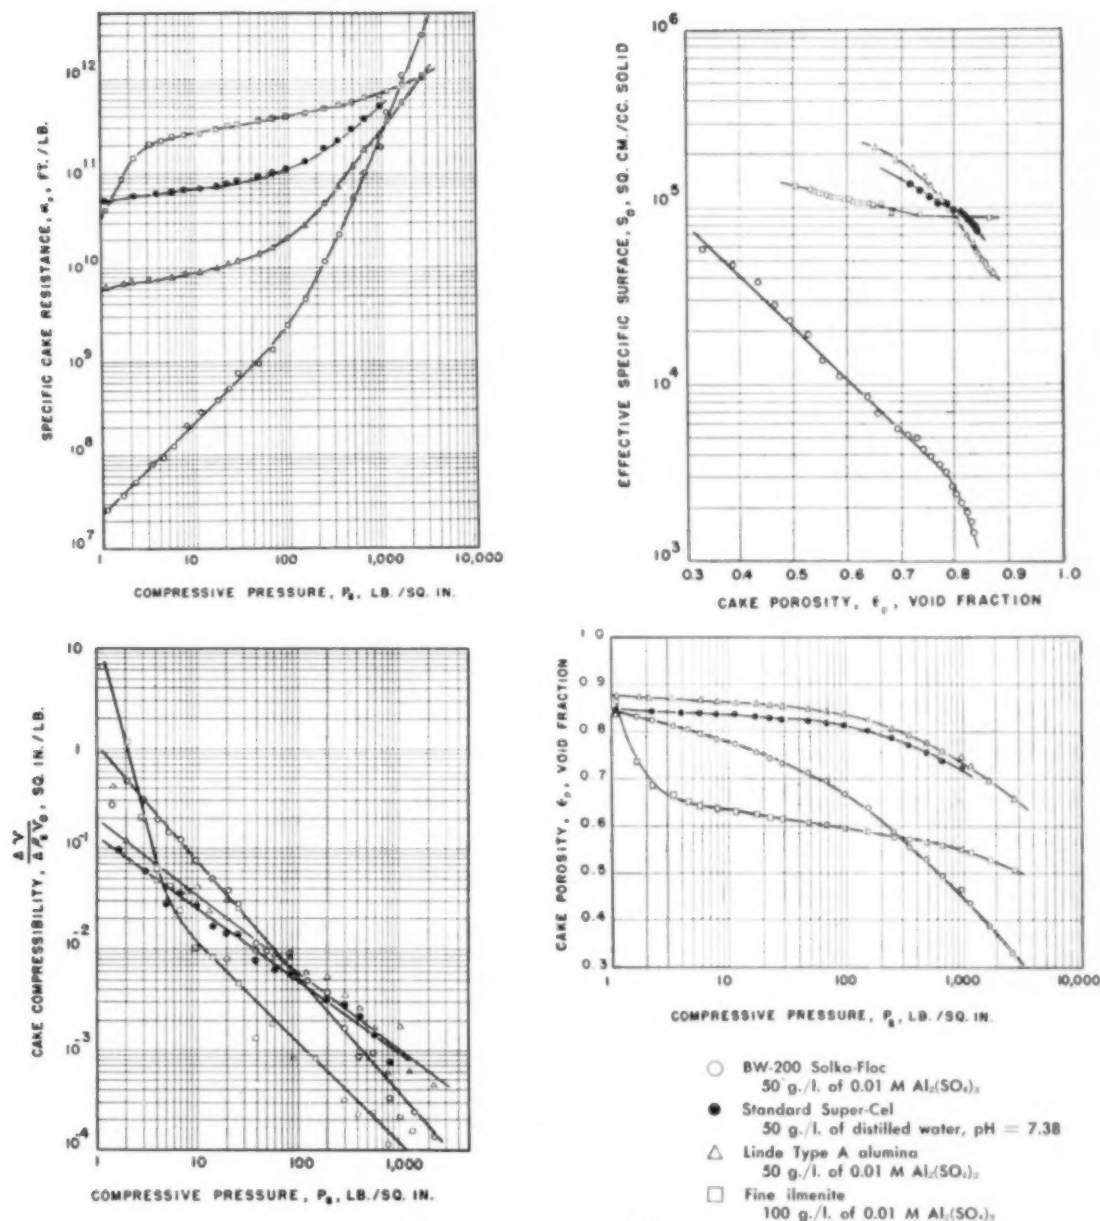 SPECIFIC CAKE RESISTANCE, α₀, FT./LB.
10¹²
10¹¹
10¹⁰
10⁹
10⁸
10⁷
1 10 100 1,000 10,000
COMPRESSIVE PRESSURE, Pₛ, LB./SQ. IN.
EFFECTIVE SPECIFIC SURFACE, S₀, SQ. CM./CC. SOLID
10⁶
10⁵
10⁴
10³
0.3 0.4 0.5 0.6 0.7 0.8 0.9 1.0
CAKE POROSITY, ϵₚ, VOID FRACTION
CAKE COMPRESSIBILITY, ΔV / ΔPₛV₀, SQ. IN./LB.
10
1
10⁻¹
10⁻²
10⁻³
10⁻⁴
1 10 100 1,000
COMPRESSIVE PRESSURE, Pₛ, LB./SQ. IN.
CAKE POROSITY, ϵₚ, VOID FRACTION
1.0
0.9
0.8
0.7
0.6
0.5
0.4
0.3
1 10 100 1,000 10,000
COMPRESSIVE PRESSURE, Pₛ, LB./SQ. IN.
○ BW-200 Solka-Floc
50 g./l. of 0.01 M Al₂(SO₄)₃
● Standard Super-Cel
50 g./l. of distilled water, pH = 7.38
△ Linde Type A alumina
50 g./l. of 0.01 M Al₂(SO₄)₃
□ Fine ilmenite
100 g./l. of 0.01 M Al₂(SO₄)₃